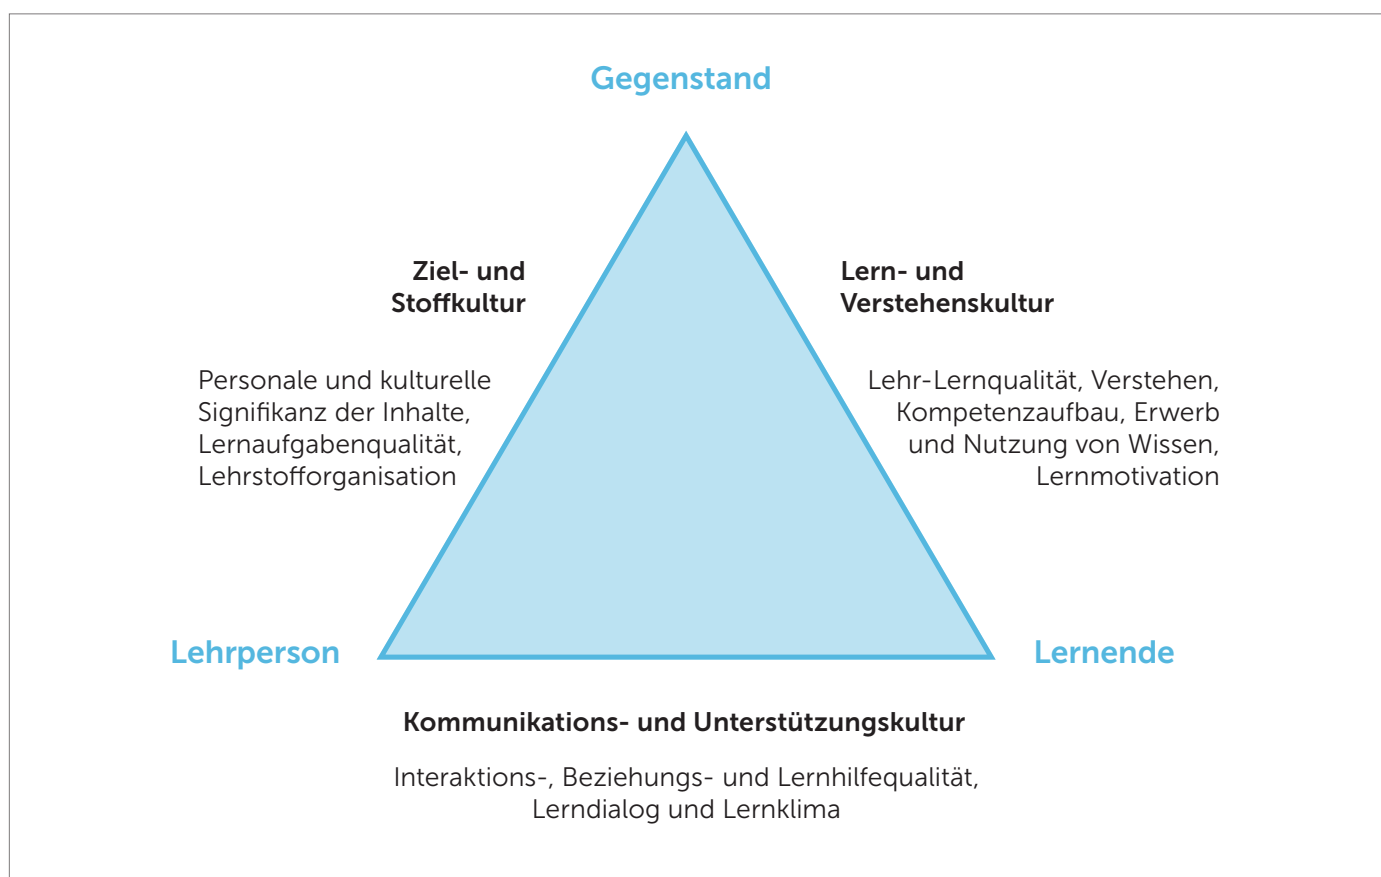 Gegenstand
Ziel- und
Stoffkultur
Personale und kulturelle
Signifikanz der Inhalte,
Lernaufgabenqualität,
Lehrstofforganisation
Lern- und
Verstehenskultur
Lehr-Lernqualität, Verstehen,
Kompetenzaufbau, Erwerb
und Nutzung von Wissen,
Lernmotivation
Lehrperson
Lernende
Kommunikations- und Unterstützungskultur
Interaktions-, Beziehungs- und Lernhilfequalität,
Lerndialog und Lernklima